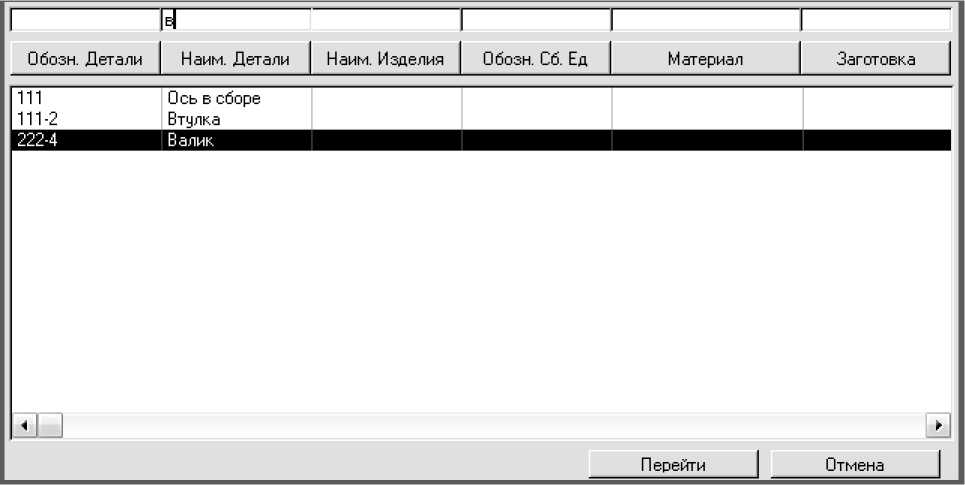 в
Обозн. Детали Наим. Детали Наим. Изделия Обозн. Сб. Ед Материал Заготовка
111 Ось в сборе
111-2 Втулка
222-4 Валик
Перейти Отмена